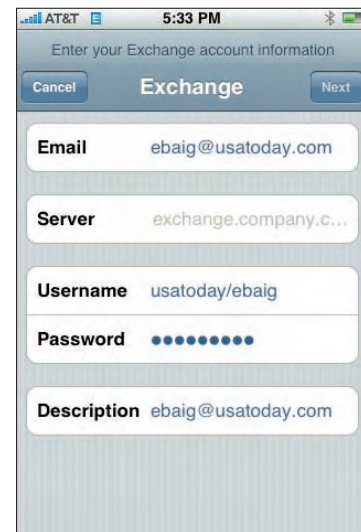 AT&T E 5:33 PM
Enter your Exchange account information
Cancel Exchange Next
Email ebaig@usatoday.com
Server exchange.company.c...
Username usatoday/ebaig
Password ●●●●●●●●●
Description ebaig@usatoday.com